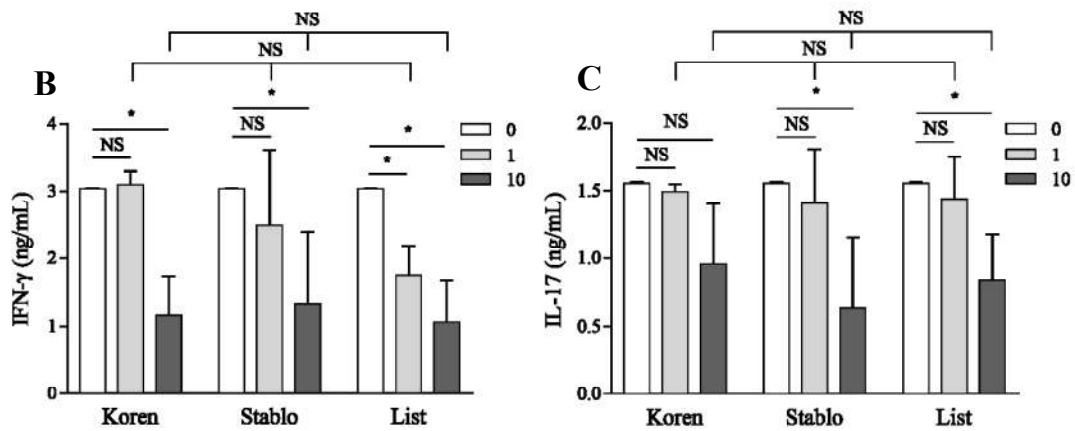 B
NS
NS
*
NS
*
NS
*
*
0
1
10
IFN-γ (ng/mL)
4
3
2
1
0
Koren
Stablo
List
C
NS
NS
NS
NS
*
NS
*
NS
0
1
10
IL-17 (ng/mL)
2.0
1.5
1.0
0.5
0.0
Koren
Stablo
List